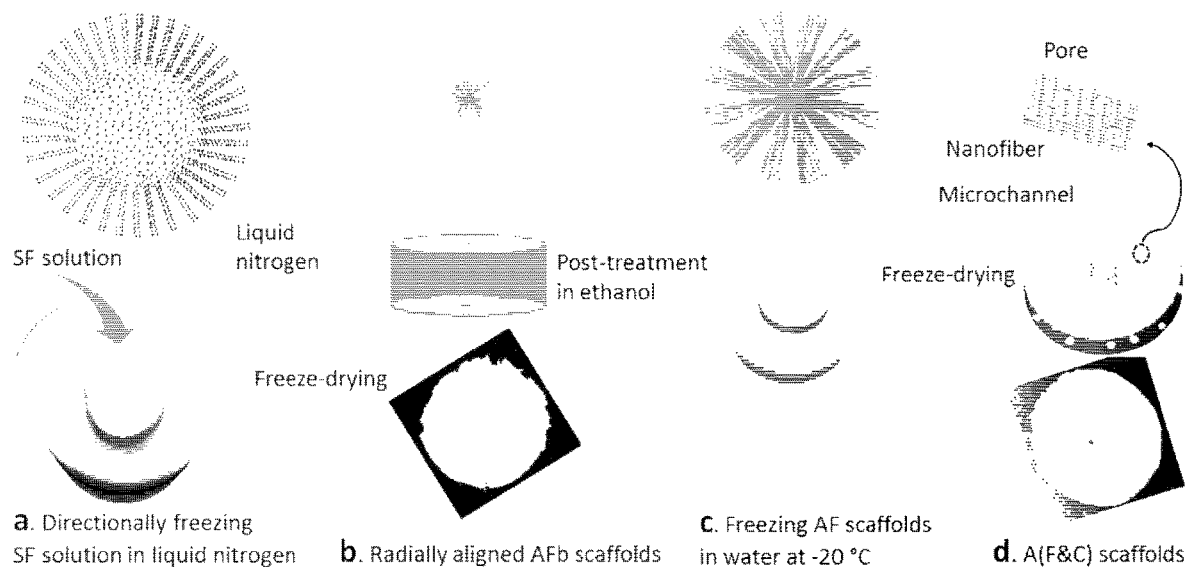 Pore
Nanofiber
Microchannel
SF solution
Liquid
nitrogen
Post-treatment
in ethanol
Freeze-drying
Freeze-drying
a. Directionally freezing
SF solution in liquid nitrogen
b. Radially aligned AFb scaffolds
c. Freezing AF scaffolds
in water at -20 °C
d. A(F&C) scaffolds